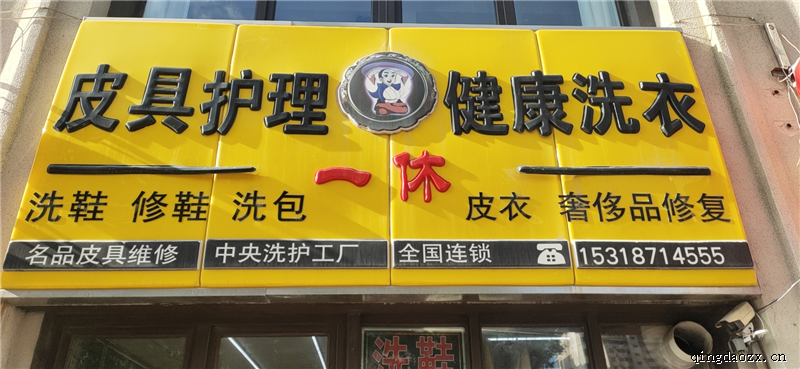 皮具护理 健康洗衣
一休
洗鞋 修鞋 洗包 皮衣 奢侈品修复
名品皮具维修 中央洗护工厂 全国连锁 15318714555
洗鞋
qingdaozx.cn